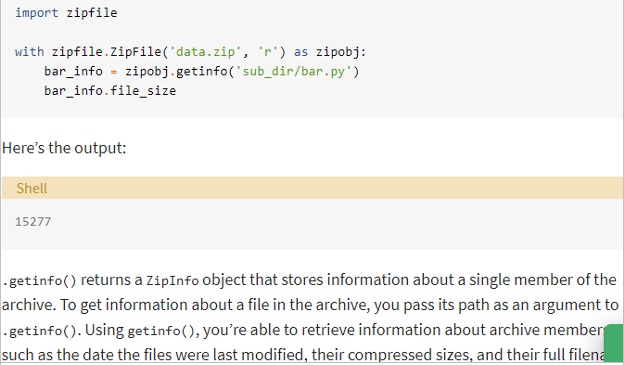 import zipfile
with zipfile.ZipFile('data.zip', 'r') as zipobj:
    bar_info = zipobj.getinfo('sub_dir/bar.py')
    bar_info.file_size
Here’s the output:
Shell
15277
.getinfo() returns a ZipInfo object that stores information about a single member of the
archive. To get information about a file in the archive, you pass its path as an argument to
.getinfo(). Using getinfo(), you’re able to retrieve information about archive
such as the date the files were last modified, their compressed sizes, and their full